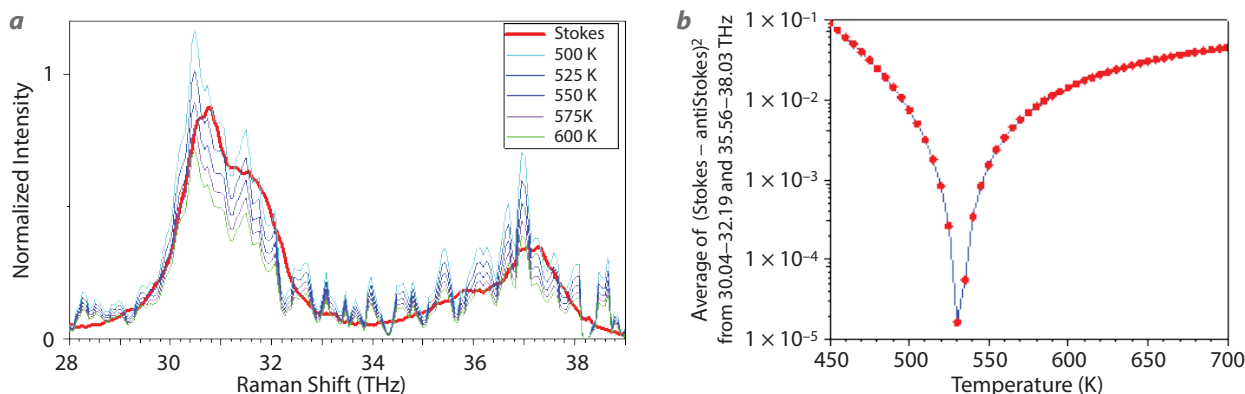 a
Normalized Intensity
1
0
28
30
32
34
36
38
Raman Shift (THz)
Stokes
500 K
525 K
550 K
575K
600 K
b
Average of (Stokes – antiStokes)²
from 30.04–32.19 and 35.56–38.03 THz
1 × 10⁻¹
1 × 10⁻²
1 × 10⁻³
1 × 10⁻⁴
1 × 10⁻⁵
450
500
550
600
650
700
Temperature (K)